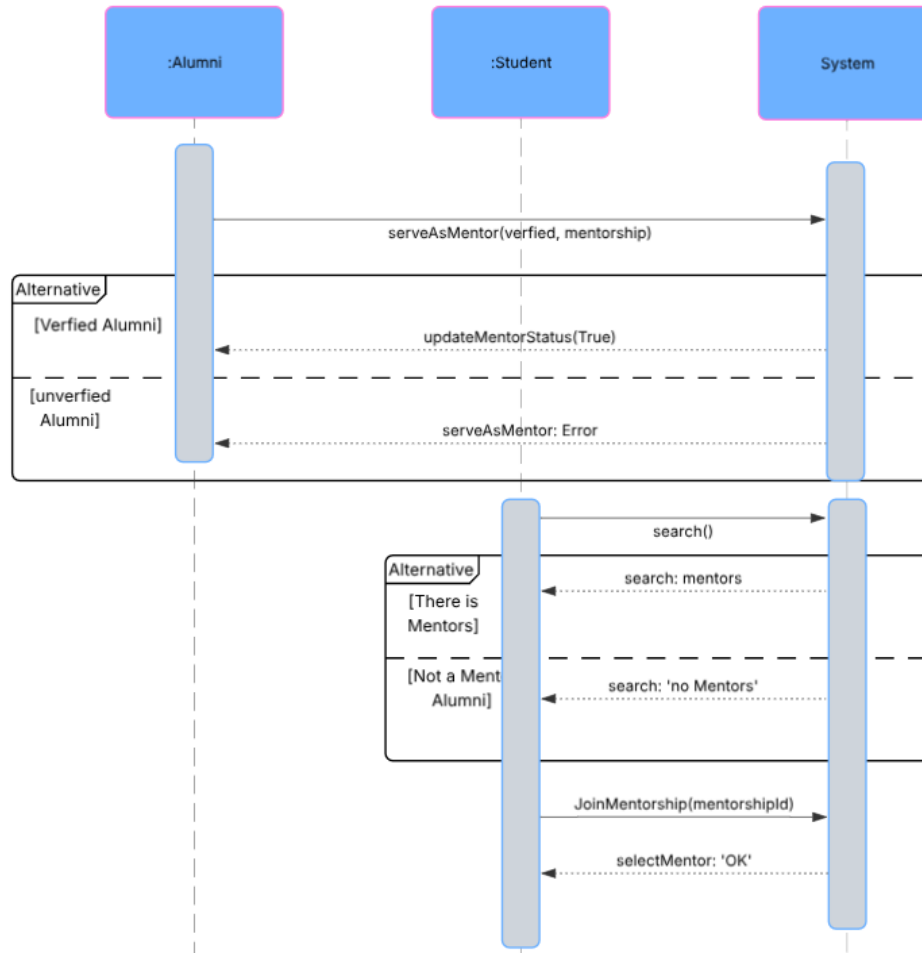 :Alumni
:Student
System
serveAsMentor(verfied, mentorship)
Alternative
[Verfied Alumni]
updateMentorStatus(True)
[unverfied
Alumni]
serveAsMentor: Error
search()
Alternative
search: mentors
[There is
Mentors]
[Not a Ment
Alumni]
search: 'no Mentors'
JoinMentorship(mentorshipId)
selectMentor: 'OK'